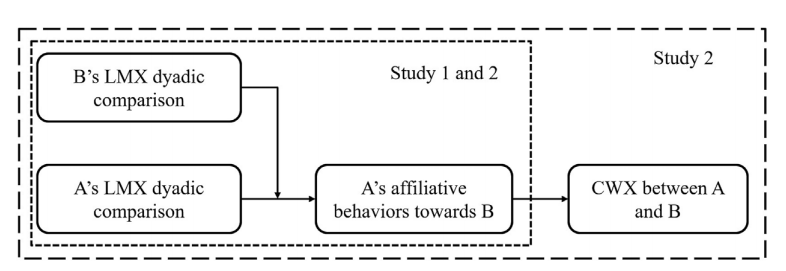 B’s LMX dyadic
comparison
Study 1 and 2
Study 2
A’s LMX dyadic
comparison
A’s affiliative
behaviors towards B
CWX between A
and B